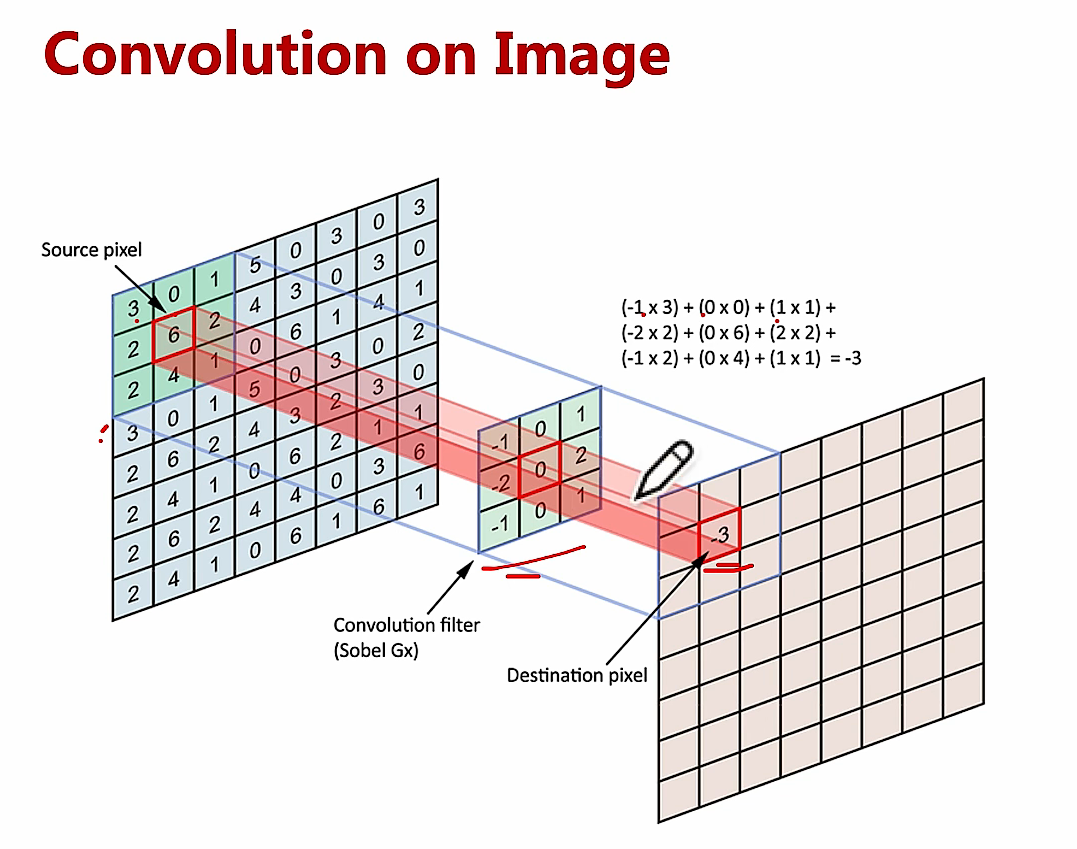 Convolution on Image
Source pixel
3 0 1 5 0 3 0 3
2 6 2 4 3 0 3 0
2 4 1 0 6 1 4 1
3 0 1 5 0 3 0 2
2 6 2 4 3 2 3 0
2 4 1 0 6 2 1 1
2 6 2 4 4 0 3 6
2 4 1 0 6 1 6 1
(-1 x 3) + (0 x 0) + (1 x 1) +
(-2 x 2) + (0 x 6) + (2 x 2) +
(-1 x 2) + (0 x 4) + (1 x 1) = -3
-1 0 1
-2 0 2
-1 0 1
-3
Convolution filter
(Sobel Gx)
Destination pixel